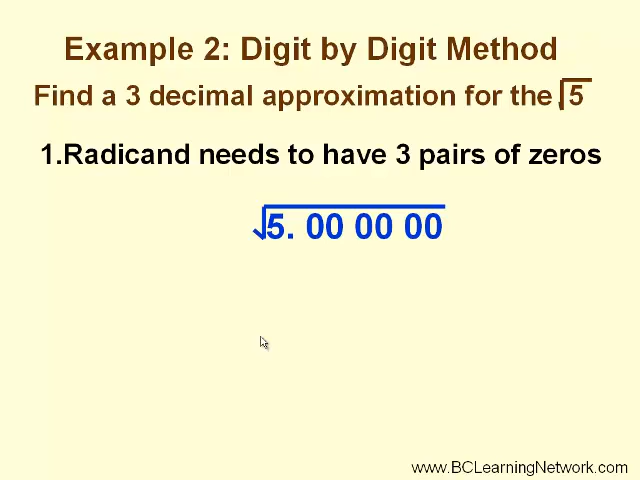 Example 2: Digit by Digit Method
Find a 3 decimal approximation for the √5
1.Radicand needs to have 3 pairs of zeros
√5. 00 00 00
www.BCLearningNetwork.com